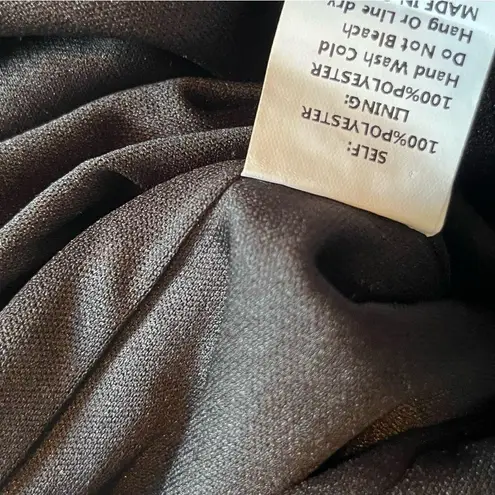 SELF:
100%POLYESTER
LINING:
100%POLYESTER
Hand Wash Cold
Do Not Bleach
Hang Or Line dry
MADE IN